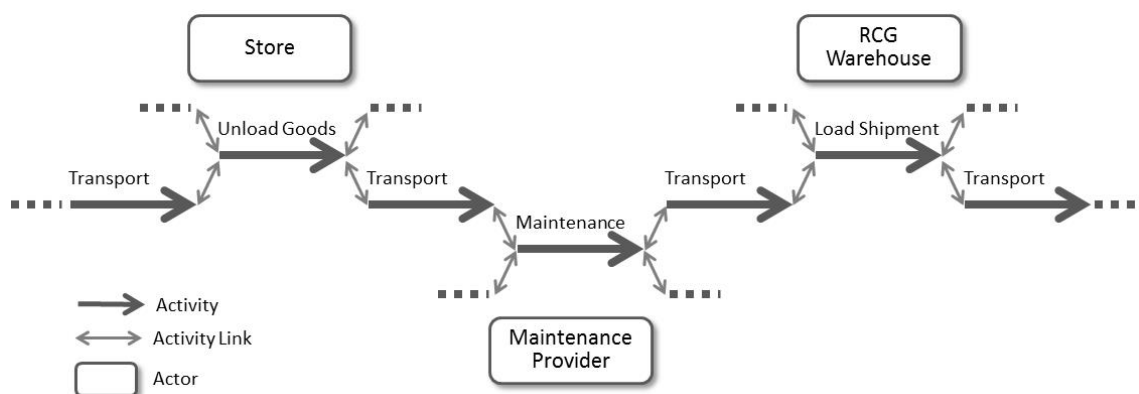 Store
RCG
Warehouse
Unload Goods
Load Shipment
Transport
Transport
Transport
Transport
Maintenance
Activity
Activity Link
Actor
Maintenance
Provider